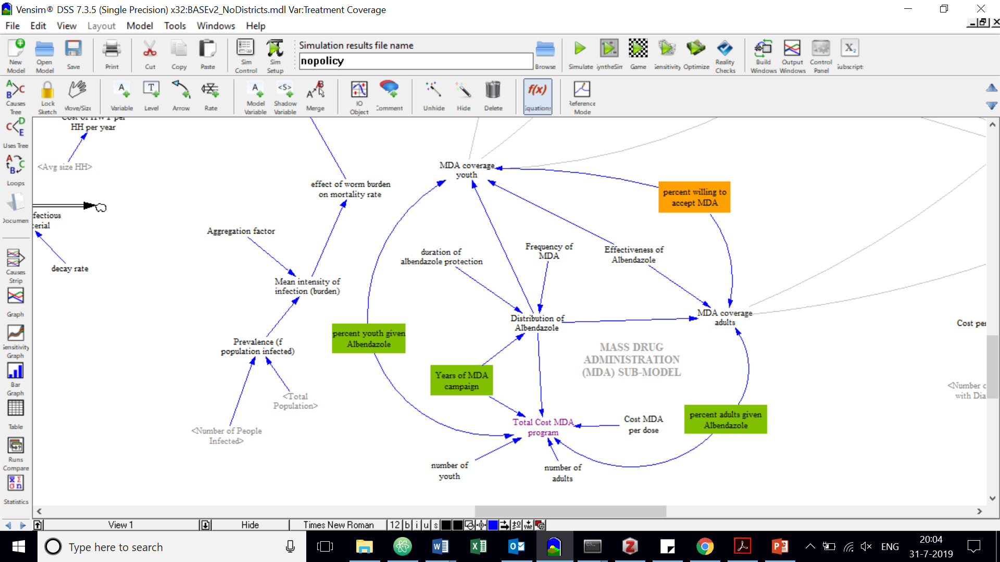 Vensim® DSS 7.3.5 (Single Precision) x32:BASEv2_NoDistricts.mdl Var:Treatment Coverage
File Edit View Layout Model Tools Windows Help
Simulation results file name
nopolicy
New Model
Open Model
Save
Print
Cut
Copy
Paste
Sim Control
Sim Setup
Browse
Simulate
SyntheSim
Game
Sensitivity
Optimize
Reality Checks
Build Windows
Output Windows
Control Panel
Subscript
Causes Tree
Lock Sketch
Move/Size
Variable
Level
Arrow
Rate
Model Variable
Shadow Variable
Merge
IO Object
Comment
Unhide
Hide
Delete
f(x)
Equations
Reference Mode
Uses Tree
Loops
Documen
Causes Strip
Graph
Sensitivity Graph
Bar Graph
Table
Runs Compare
Statistics
Cost of HWT per
HH per year
<Avg size HH>
fectious
terial
decay rate
effect of worm burden
on mortality rate
Aggregation factor
Mean intensity of
infection (burden)
Prevalence (f
population infected)
<Total
Population>
<Number of People
Infected>
MDA coverage
youth
percent willing to
accept MDA
duration of
albendazole protection
Frequency of
MDA
Effectiveness of
Albendazole
Distribution of
Albendazole
MDA coverage
adults
percent youth given
Albendazole
Years of MDA
campaign
MASS DRUG
ADMINISTRATION
(MDA) SUB-MODEL
Total Cost MDA
program
Cost MDA
per dose
percent adults given
Albendazole
number of
youth
number of
adults
Cost per
<Number o
with Dia
View 1
Hide
Times New Roman
12 b i u s
Type here to search
ENG
20:04
31-7-2019